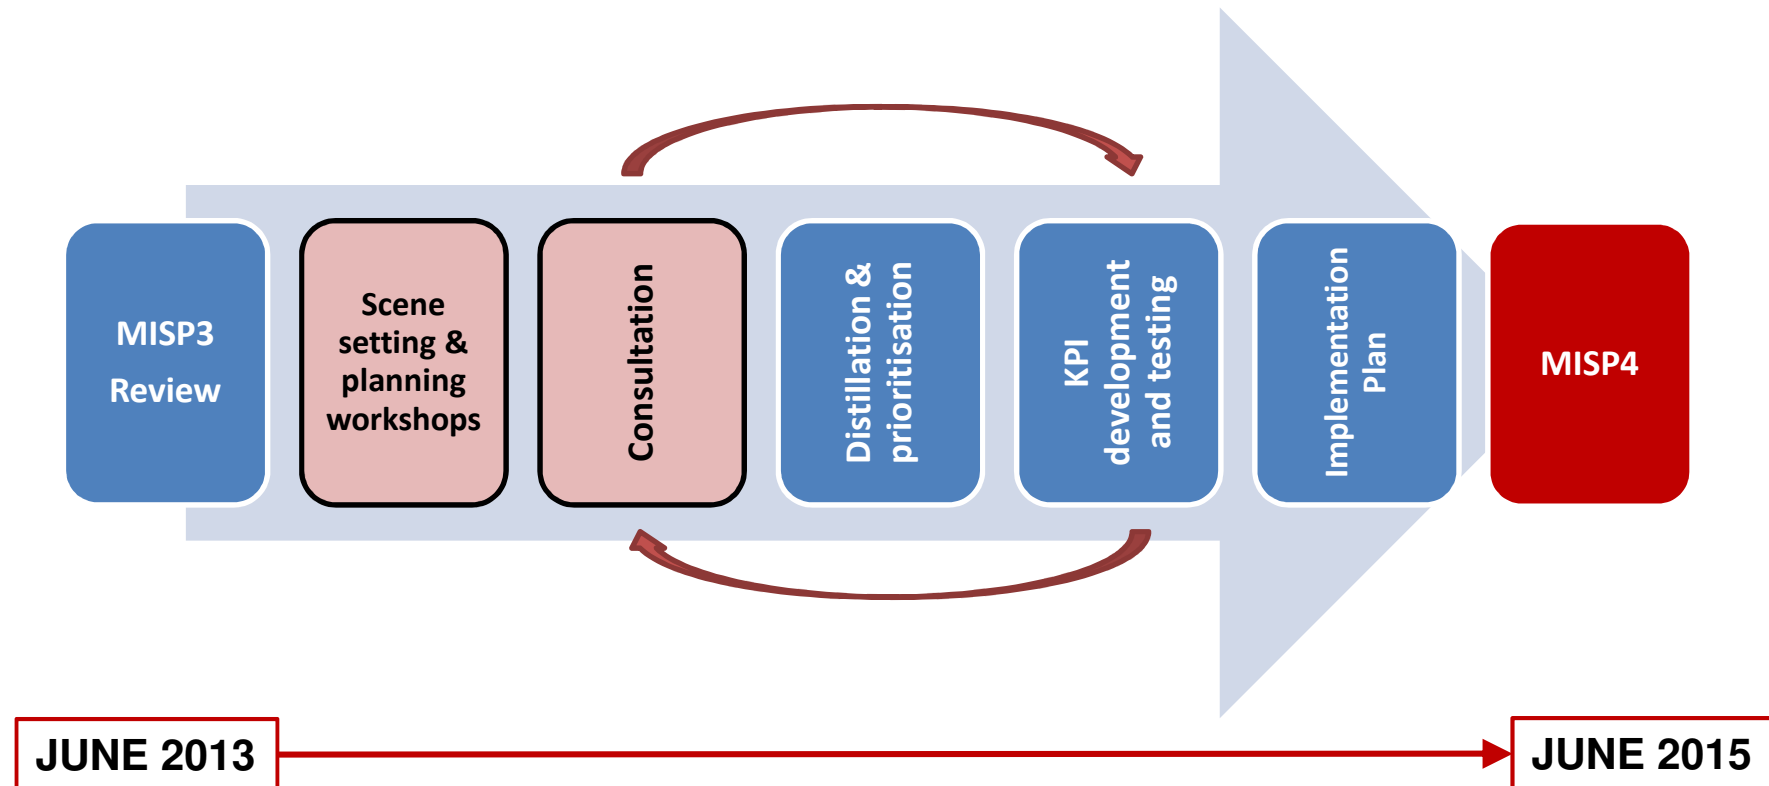 MISP3
Review
Scene
setting &
planning
workshops
Consultation
Distillation &
prioritisation
KPI
development
and testing
Implementation
Plan
MISP4
JUNE 2013
JUNE 2015